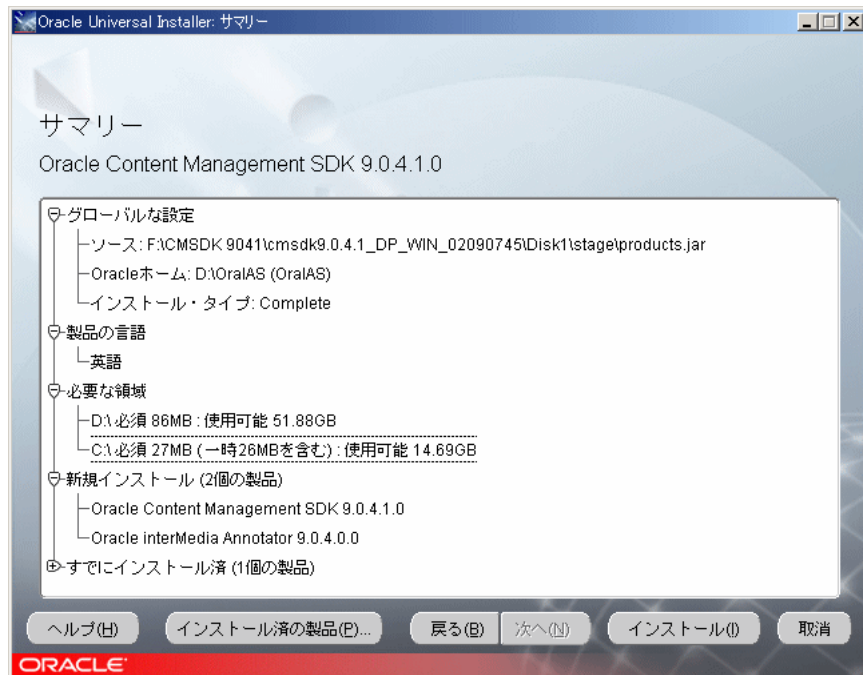 Oracle Universal Installer: サマリー
サマリー
Oracle Content Management SDK 9.0.4.1.0
グローバルな設定
ソース: F:\CMSDK 9041\cmsdk9.0.4.1_DP_WIN_02090745\Disk1\stage\products.jar
Oracleホーム: D:\OraIAS (OraIAS)
インストール・タイプ: Complete
製品の言語
英語
必要な領域
D:\ 必須 86MB : 使用可能 51.88GB
C:\ 必須 27MB (一時26MBを含む) : 使用可能 14.69GB
新規インストール (2個の製品)
Oracle Content Management SDK 9.0.4.1.0
Oracle interMedia Annotator 9.0.4.0.0
すでにインストール済 (1個の製品)
ヘルプ(H) インストール済の製品(P)... 戻る(B) 次へ(N) インストール(I) 取消
ORACLE